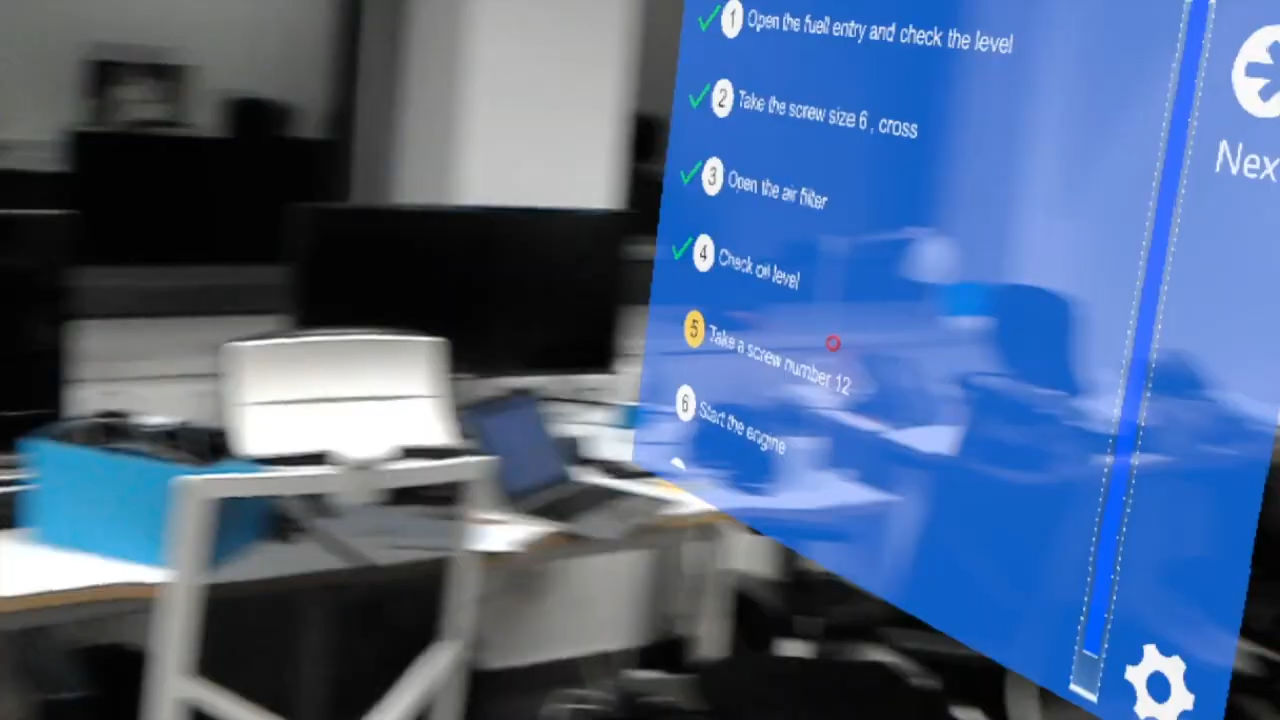 1 Open the fuell entry and check the level
2 Take the screw size 6 , cross
3 Open the air filter
4 Check oil level
5 Take a screw number 12
6 Start the engine
Nex